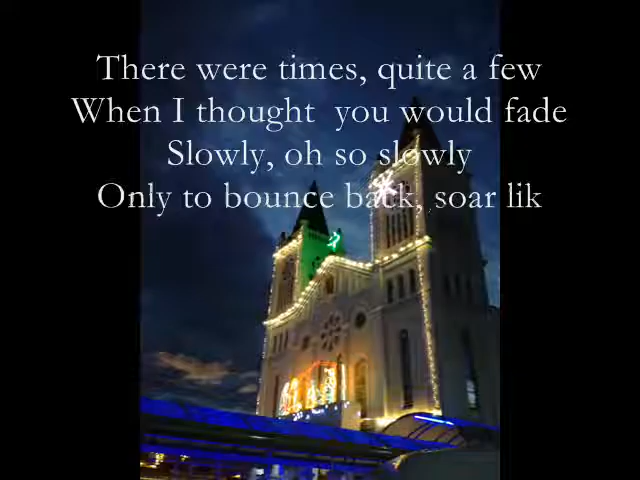 There were times, quite a few
When I thought you would fade
Slowly, oh so slowly
Only to bounce back, soar lik